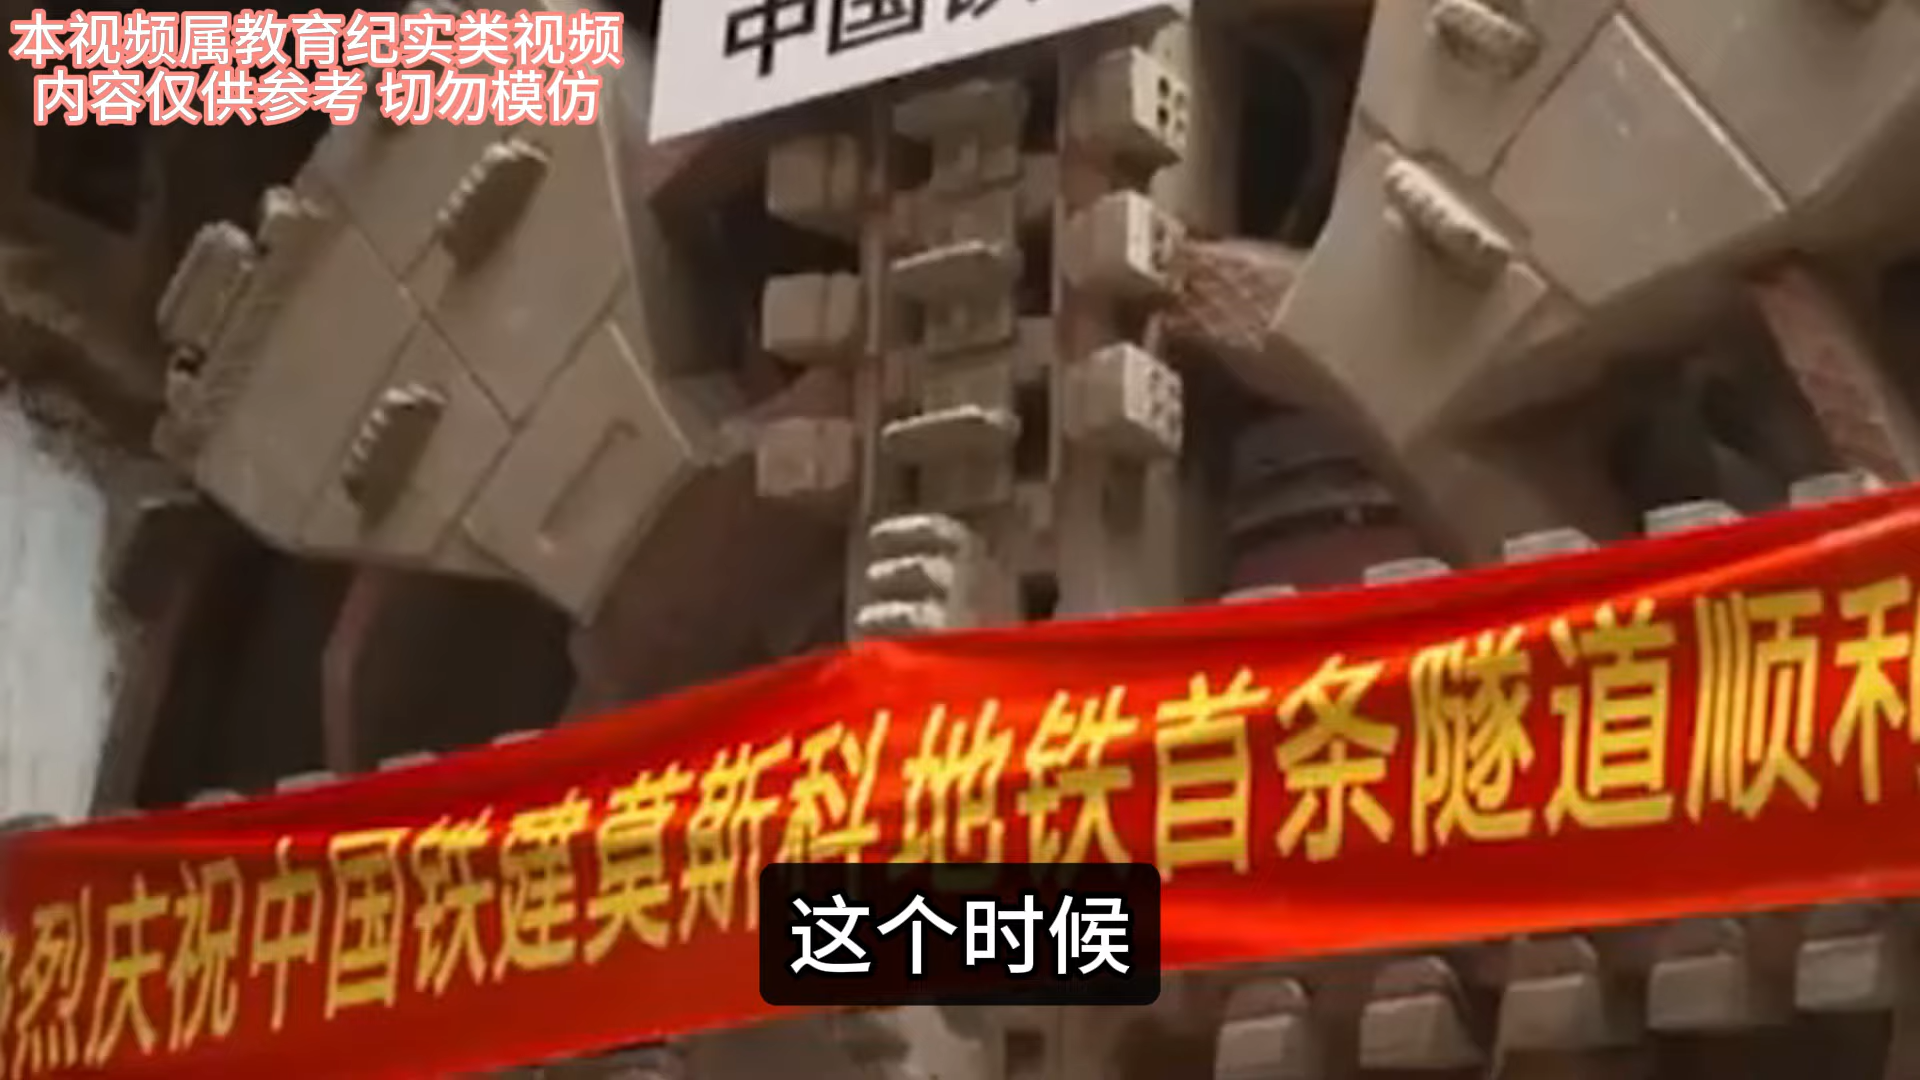 本视频属教育纪实类视频
内容仅供参考 切勿模仿
中国铁
烈庆祝中国铁建莫斯科地铁首条隧道顺利
这个时候